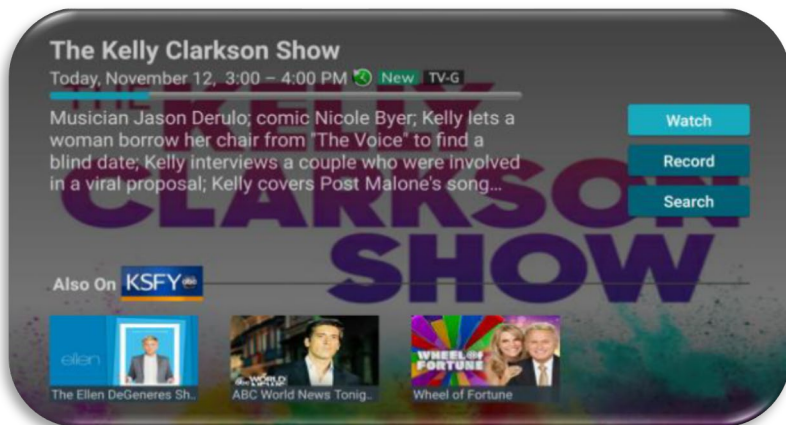 The Kelly Clarkson Show
Today, November 12, 3:00 – 4:00 PM New TV-G
Musician Jason Derulo; comic Nicole Byer; Kelly lets a
woman borrow her chair from "The Voice" to find a
blind date; Kelly interviews a couple who were involved
in a viral proposal; Kelly covers Post Malone's song...
Watch
Record
Search
THE
KELLY
CLARKSON
SHOW
Also On KSFY abc
ellen
WORLD
NEWS
WHEEL OF
FORTUNE
The Ellen DeGeneres Sh..
ABC World News Tonig..
Wheel of Fortune